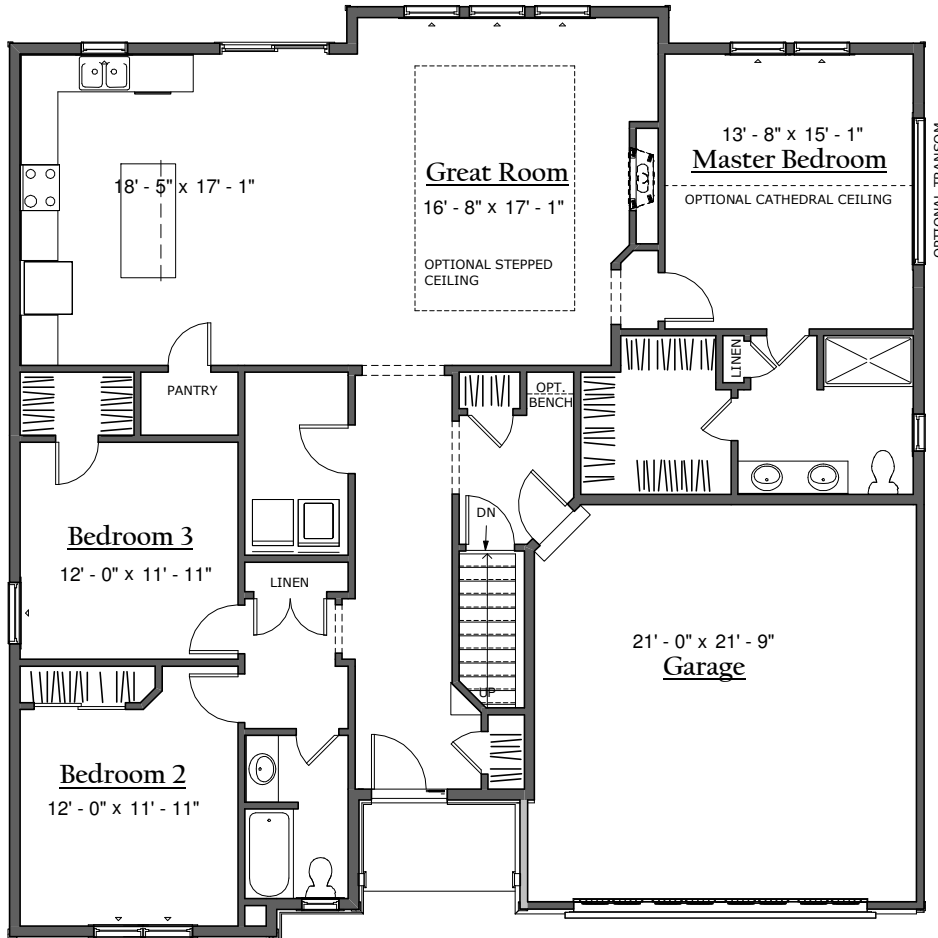 13' - 8" x 15' - 1"
Master Bedroom
OPTIONAL CATHEDRAL CEILING
OPTIONAL TRANSOM
18' - 5" x 17' - 1"
Great Room
16' - 8" x 17' - 1"
OPTIONAL STEPPED
CEILING
PANTRY
OPT.
BENCH
LINEN
Bedroom 3
12' - 0" x 11' - 11"
DN
LINEN
21' - 0" x 21' - 9"
Garage
UP
Bedroom 2
12' - 0" x 11' - 11"